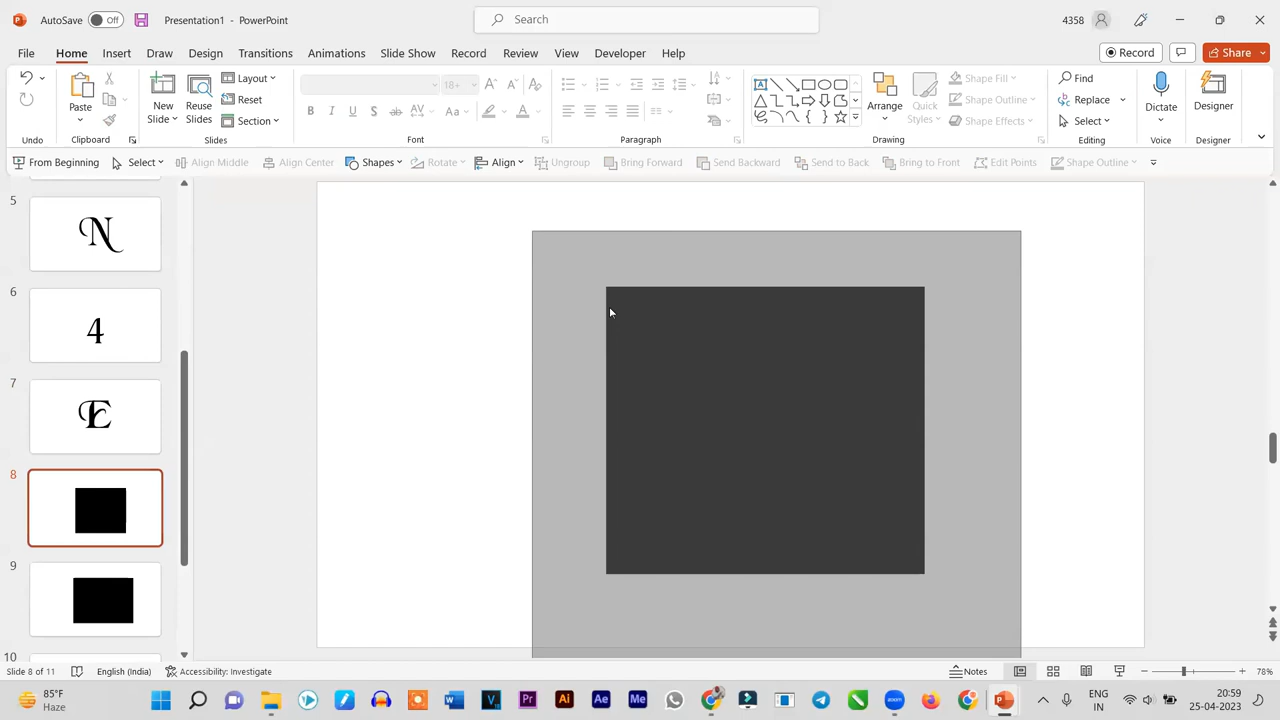 AutoSave Off Presentation1 - PowerPoint Search 4358
File Home Insert Draw Design Transitions Animations Slide Show Record Review View Developer Help Record Share
Undo
Paste
Clipboard
New Slide
Reuse Slides
Layout
Reset
Section
Slides
18+
Font
Paragraph
Arrange
Quick Styles
Shape Fill
Shape Outline
Shape Effects
Drawing
Find
Replace
Select
Editing
Dictate
Voice
Designer
Designer
From Beginning Select Align Middle Align Center Shapes Rotate Align Ungroup Bring Forward Send Backward Send to Back Bring to Front Edit Points Shape Outline
5
N
6
4
7
E
8
9
10
Slide 8 of 11 English (India) Accessibility: Investigate Notes 78%
85°F
Haze
ENG
IN
20:59
25-04-2023